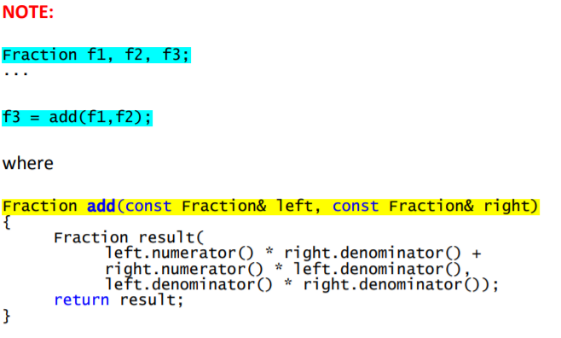 NOTE:
Fraction f1, f2, f3;
...
f3 = add(f1,f2);
where
Fraction add(const Fraction& left, const Fraction& right)
{
Fraction result(
left.numerator() * right.denominator() +
right.numerator() * left.denominator(),
left.denominator() * right.denominator());
return result;
}